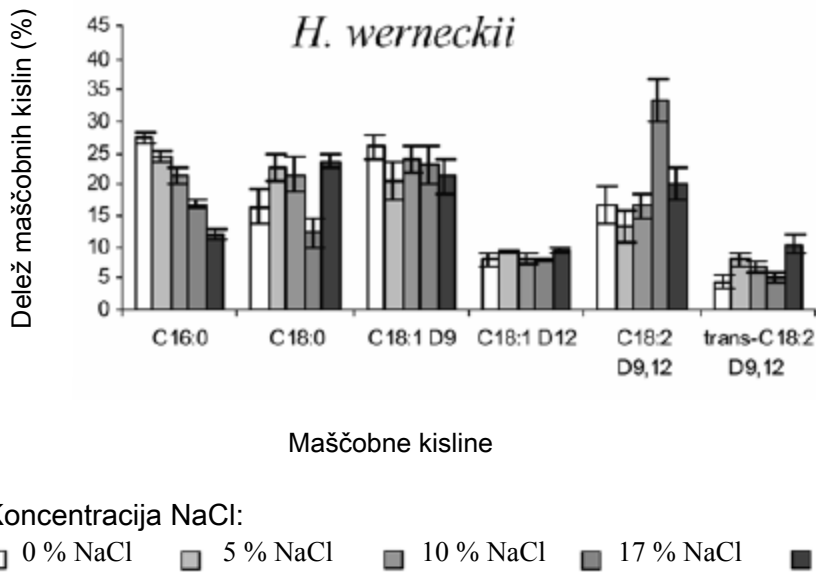 H. werneckii
Delež maščobnih kislin (%)
45
40
35
30
25
20
15
10
5
0
C16:0 C18:0 C18:1 D9 C18:1 D12 C18:2 trans-C18:2
D9,12 D9,12
Maščobne kisline
Koncentracija NaCl:
0 % NaCl 5 % NaCl 10 % NaCl 17 % NaCl